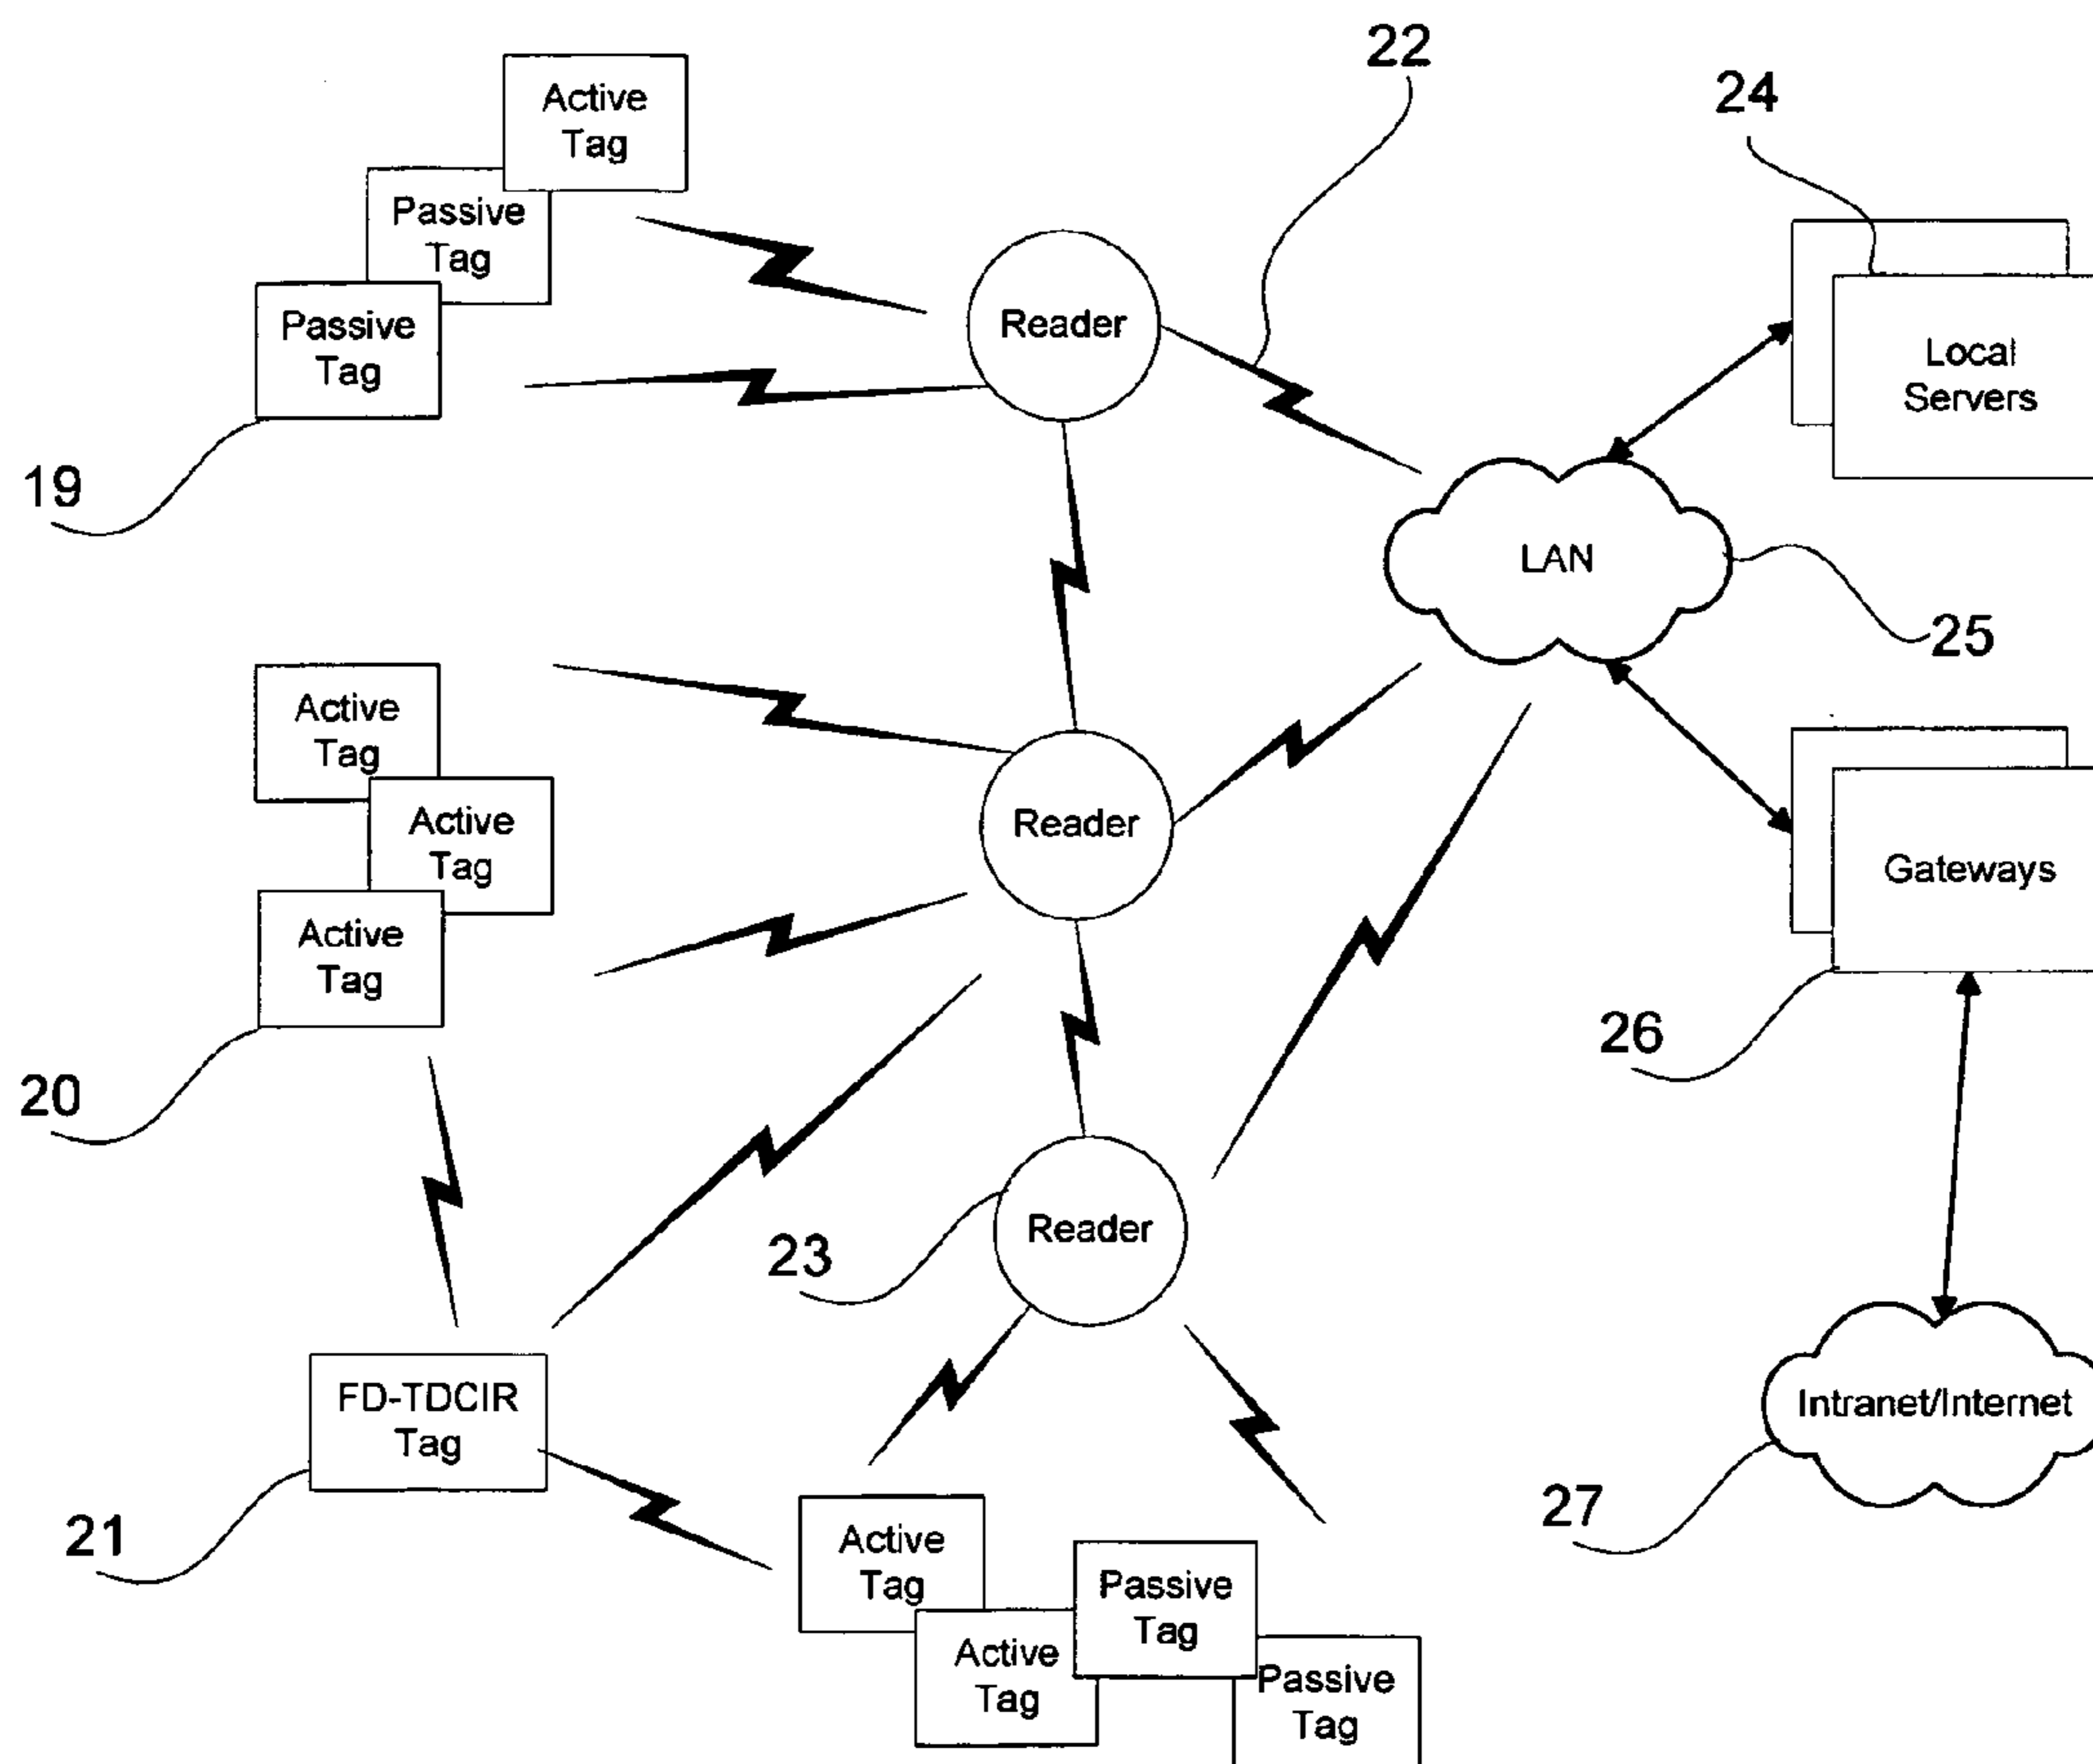 22
24
Active
Tag
Passive
Tag
Passive
Tag
19
Reader
Local
Servers
LAN
25
Active
Tag
Active
Tag
Active
Tag
20
Reader
Gateways
26
Reader
23
FD-TDCIR
Tag
21
Intranet/Internet
27
Active
Tag
Active
Tag
Passive
Tag
Passive
Tag